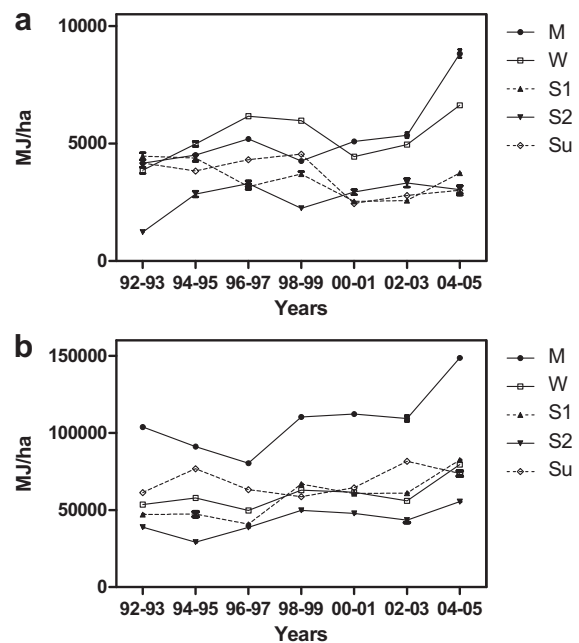 a
10000
5000
0
MJ/ha
92-93 94-95 96-97 98-99 00-01 02-03 04-05
Years
M
W
S1
S2
Su
b
150000
100000
50000
0
MJ/ha
92-93 94-95 96-97 98-99 00-01 02-03 04-05
Years
M
W
S1
S2
Su